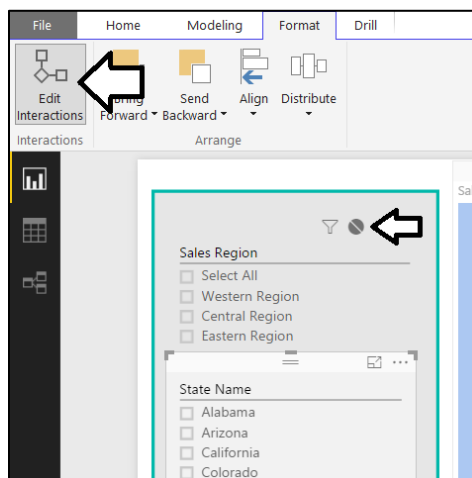 File Home Modeling Format Drill
Edit Send Align Distribute
Interactions Forward Backward
Interactions Arrange
Sales Region
Select All
Western Region
Central Region
Eastern Region
State Name
Alabama
Arizona
California
Colorado